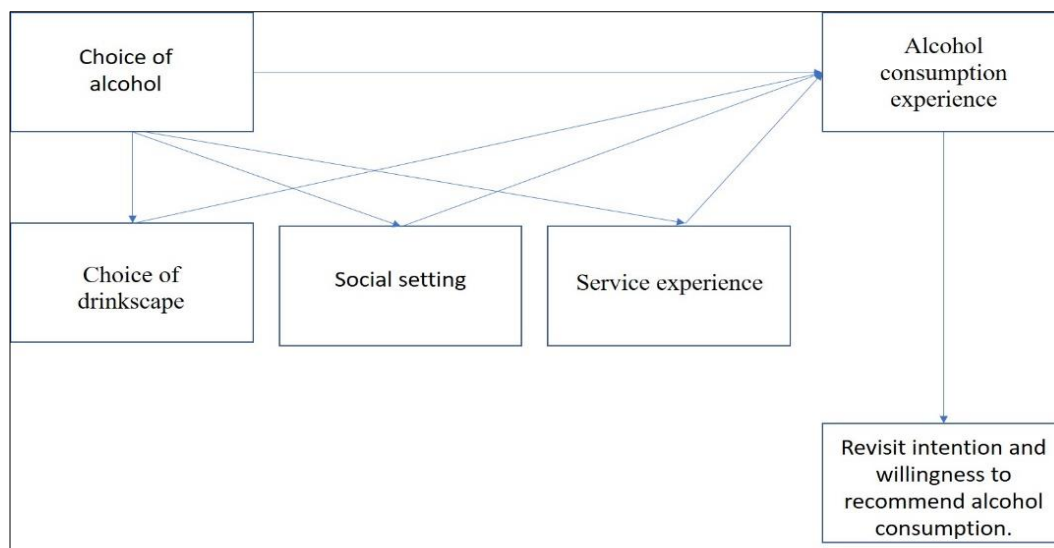 Choice of
alcohol
Alcohol
consumption
experience
Choice of
drinkscape
Social setting
Service experience
Revisit intention and
willingness to
recommend alcohol
consumption.